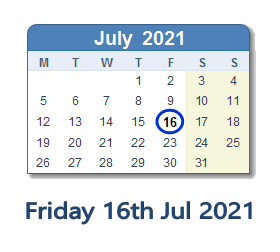 July 2021
M T W T F S S
1 2 3 4
5 6 7 8 9 10 11
12 13 14 15 16 17 18
19 20 21 22 23 24 25
26 27 28 29 30 31
Friday 16th Jul 2021